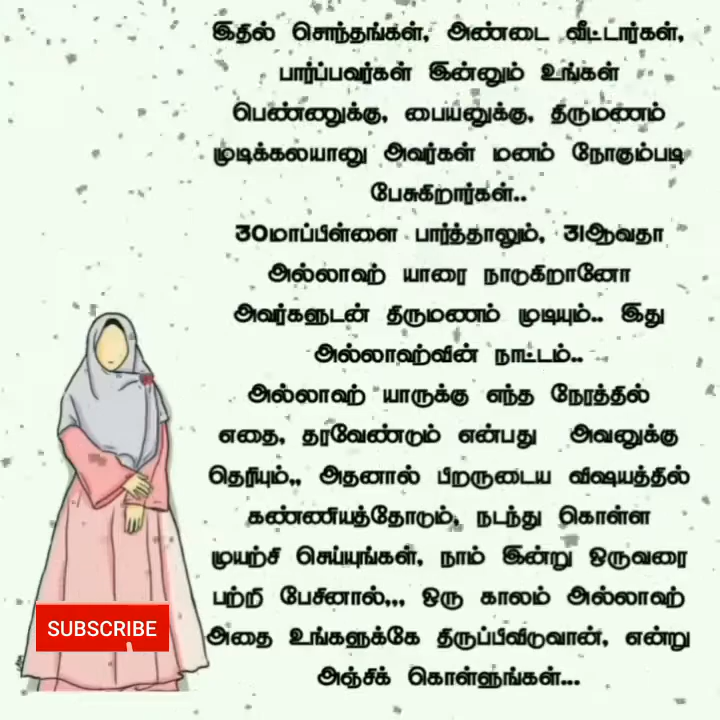 இதில் சொந்தங்கள், அண்டை வீட்டார்கள்,
பார்ப்பவர்கள் இன்னும் உங்கள்
பெண்ணுக்கு, பையனுக்கு, திருமணம்
முடிக்கலயானு அவர்கள் மனம் நோகும்படி
பேசுகிறார்கள்..
30மாப்பிள்ளை பார்த்தாலும், 31ஆவதா
அல்லாஹ் யாரை நாடுகிறானோ
அவர்களுடன் திருமணம் முடியும்.. இது
அல்லாஹ்வின் நாட்டம்..
அல்லாஹ் யாருக்கு எந்த நேரத்தில்
எதை, தரவேண்டும் என்பது அவனுக்கு
தெரியும்,, அதனால் பிறருடைய விஷயத்தில்
கண்ணியத்தோடும், நடந்து கொள்ள
முயற்சி செய்யுங்கள், நாம் இன்று ஒருவரை
பற்றி பேசினால்,,, ஒரு காலம் அல்லாஹ்
அதை உங்களுக்கே திருப்பிவிடுவான், என்று
அஞ்சிக் கொள்ளுங்கள்...
SUBSCRIBE